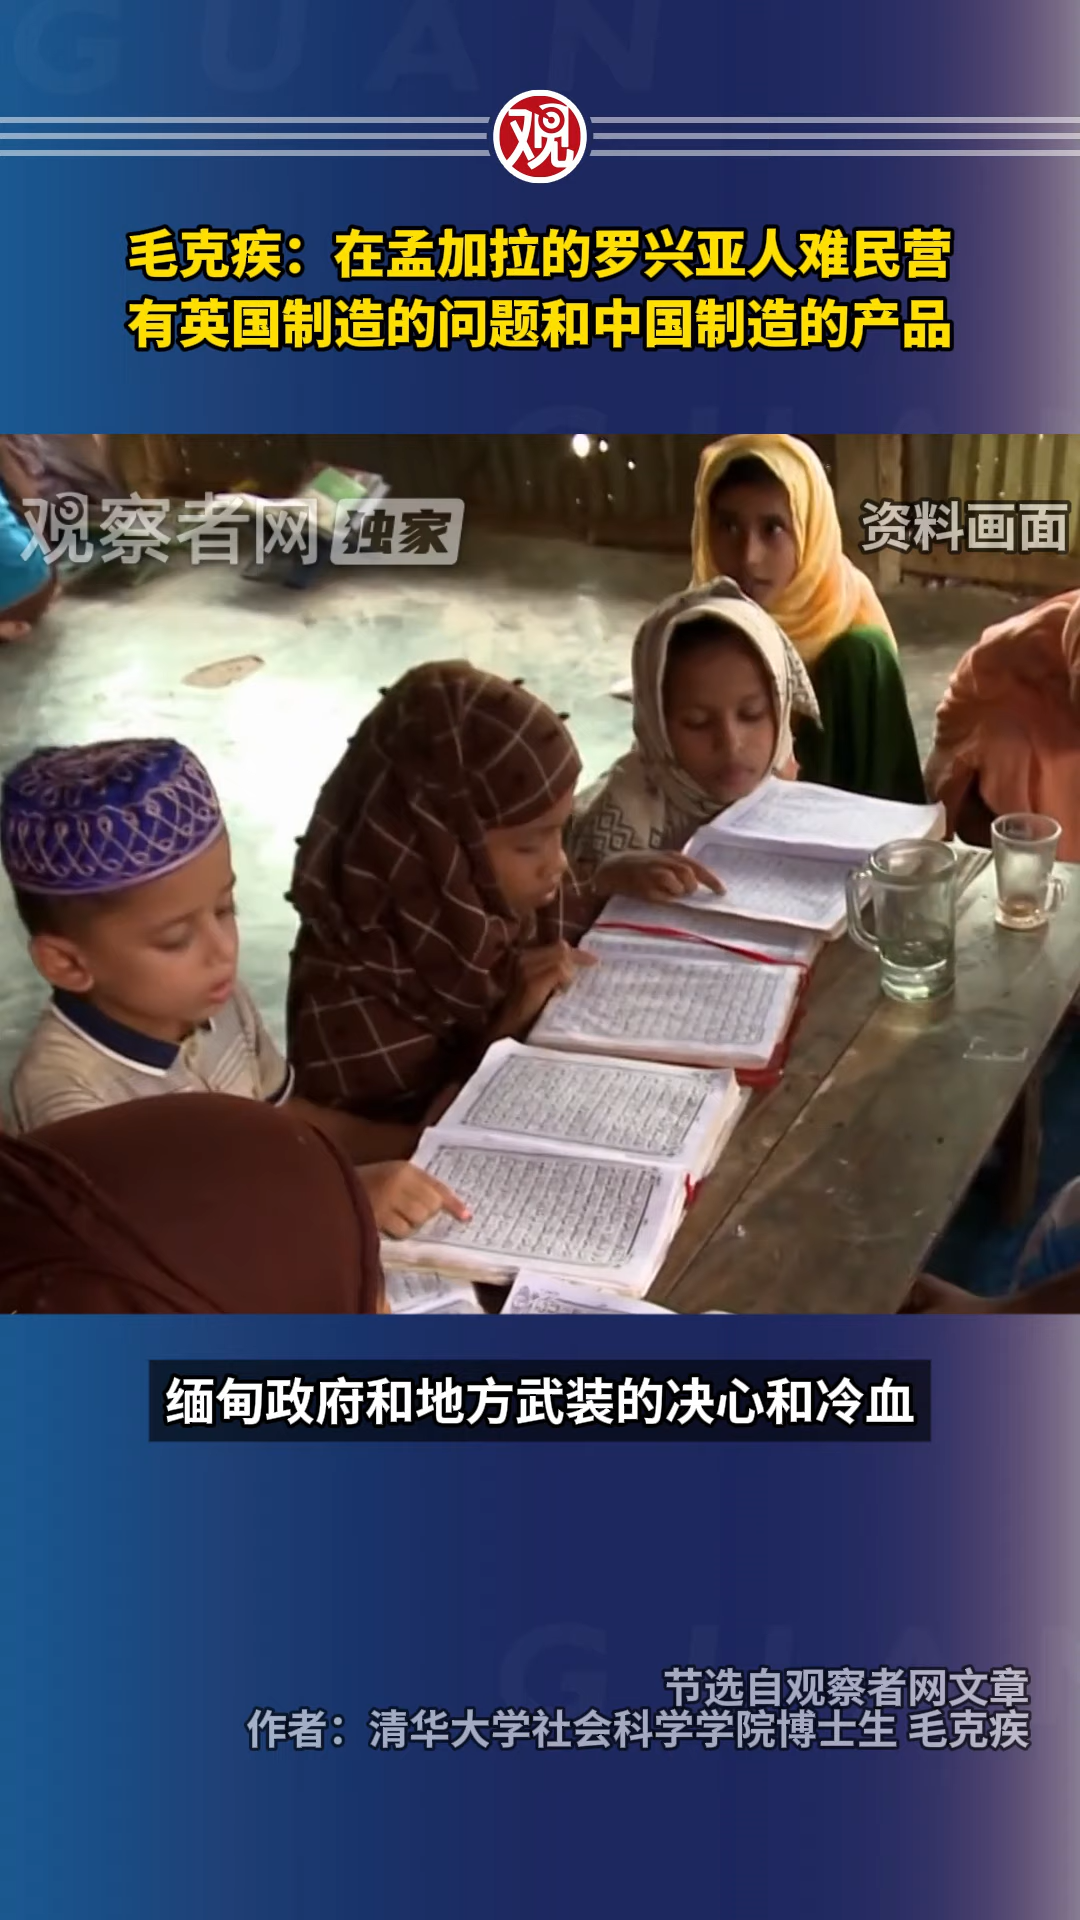 GUAN
观
毛克疾：在孟加拉的罗兴亚人难民营
有英国制造的问题和中国制造的产品
观察者网独家
资料画面
缅甸政府和地方武装的决心和冷血
节选自观察者网文章
作者：清华大学社会科学学院博士生 毛克疾